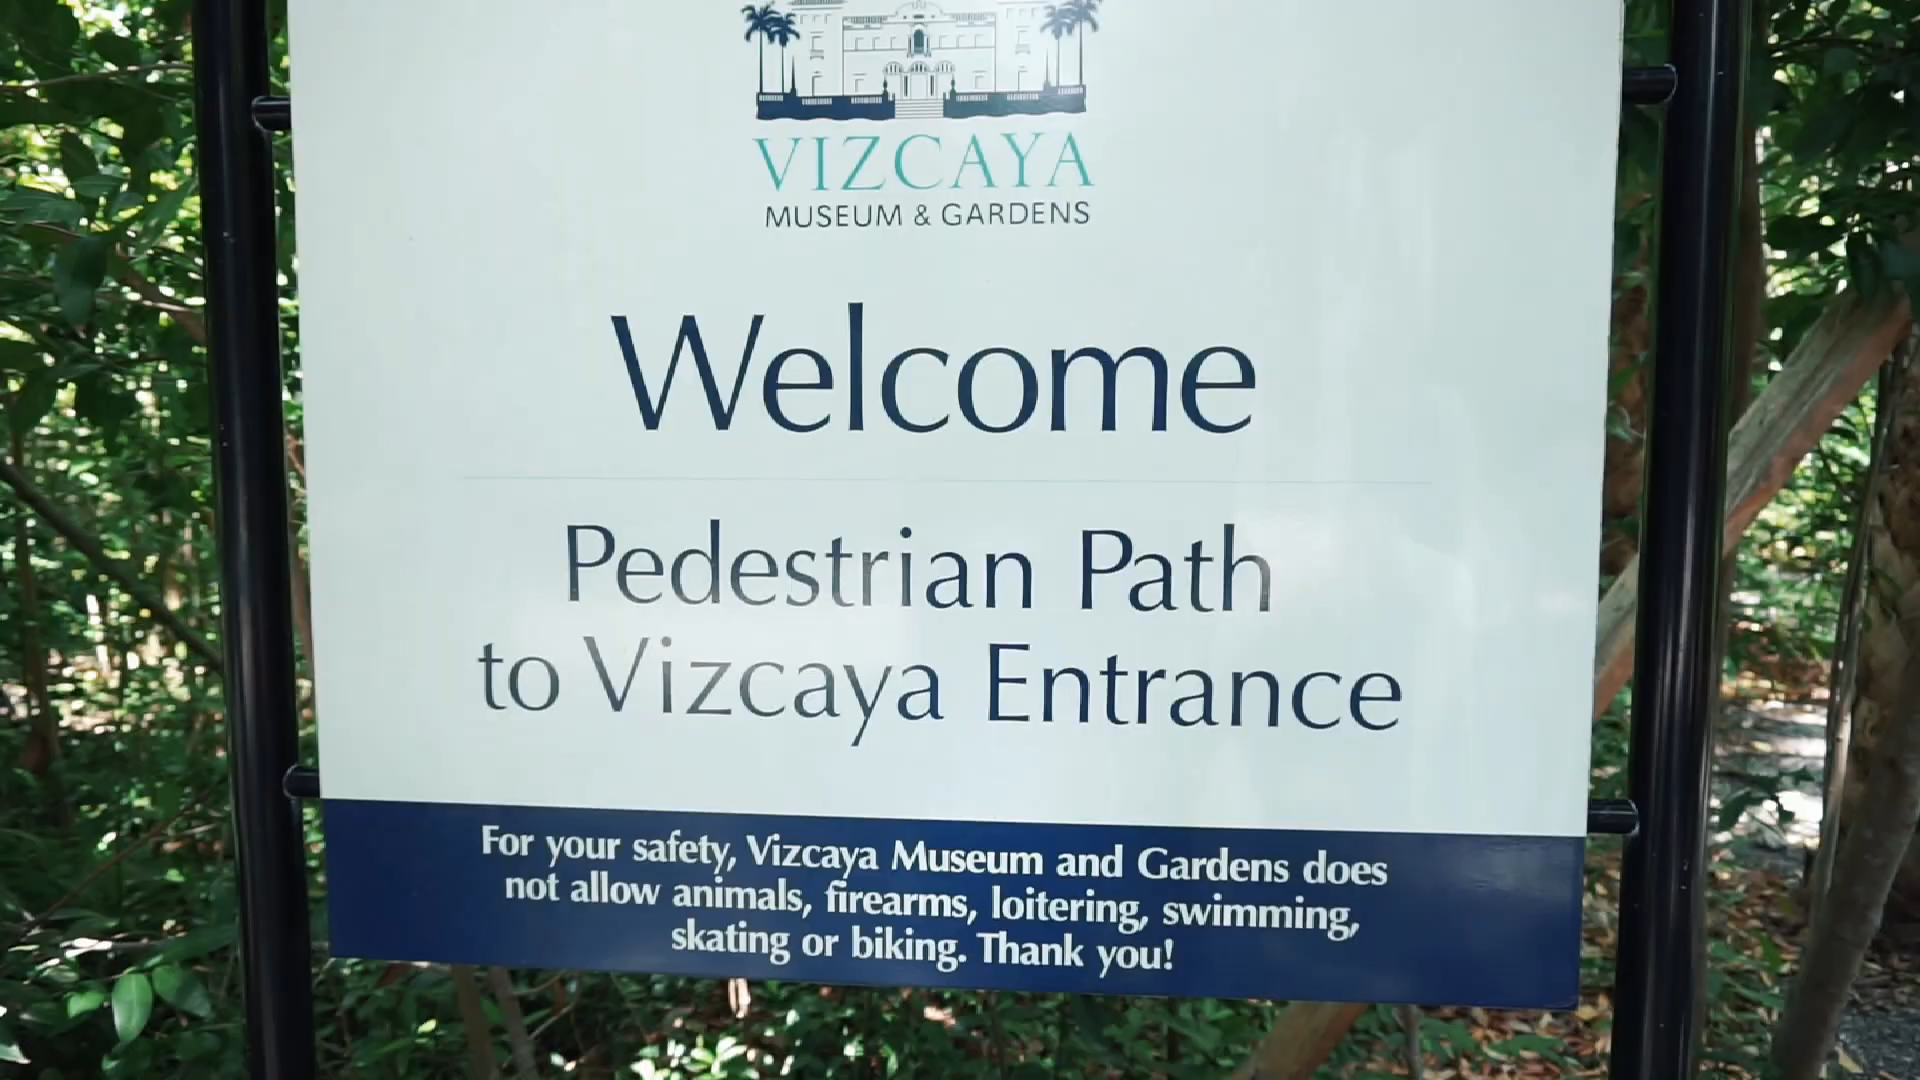 VIZCAYA
MUSEUM & GARDENS
Welcome
Pedestrian Path
to Vizcaya Entrance
For your safety, Vizcaya Museum and Gardens does
not allow animals, firearms, loitering, swimming,
skating or biking. Thank you!